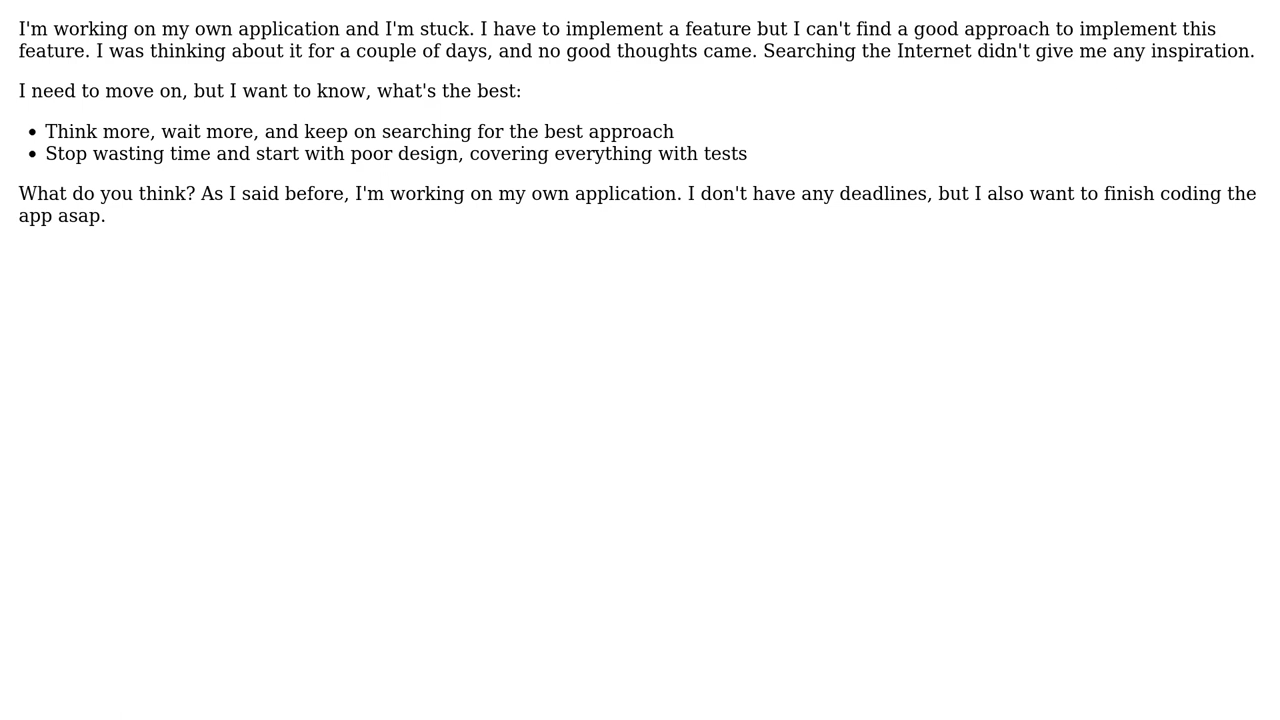 I'm working on my own application and I'm stuck. I have to implement a feature but I can't find a good approach to implement this
feature. I was thinking about it for a couple of days, and no good thoughts came. Searching the Internet didn't give me any inspiration.
I need to move on, but I want to know, what's the best:
• Think more, wait more, and keep on searching for the best approach
• Stop wasting time and start with poor design, covering everything with tests
What do you think? As I said before, I'm working on my own application. I don't have any deadlines, but I also want to finish coding the
app asap.